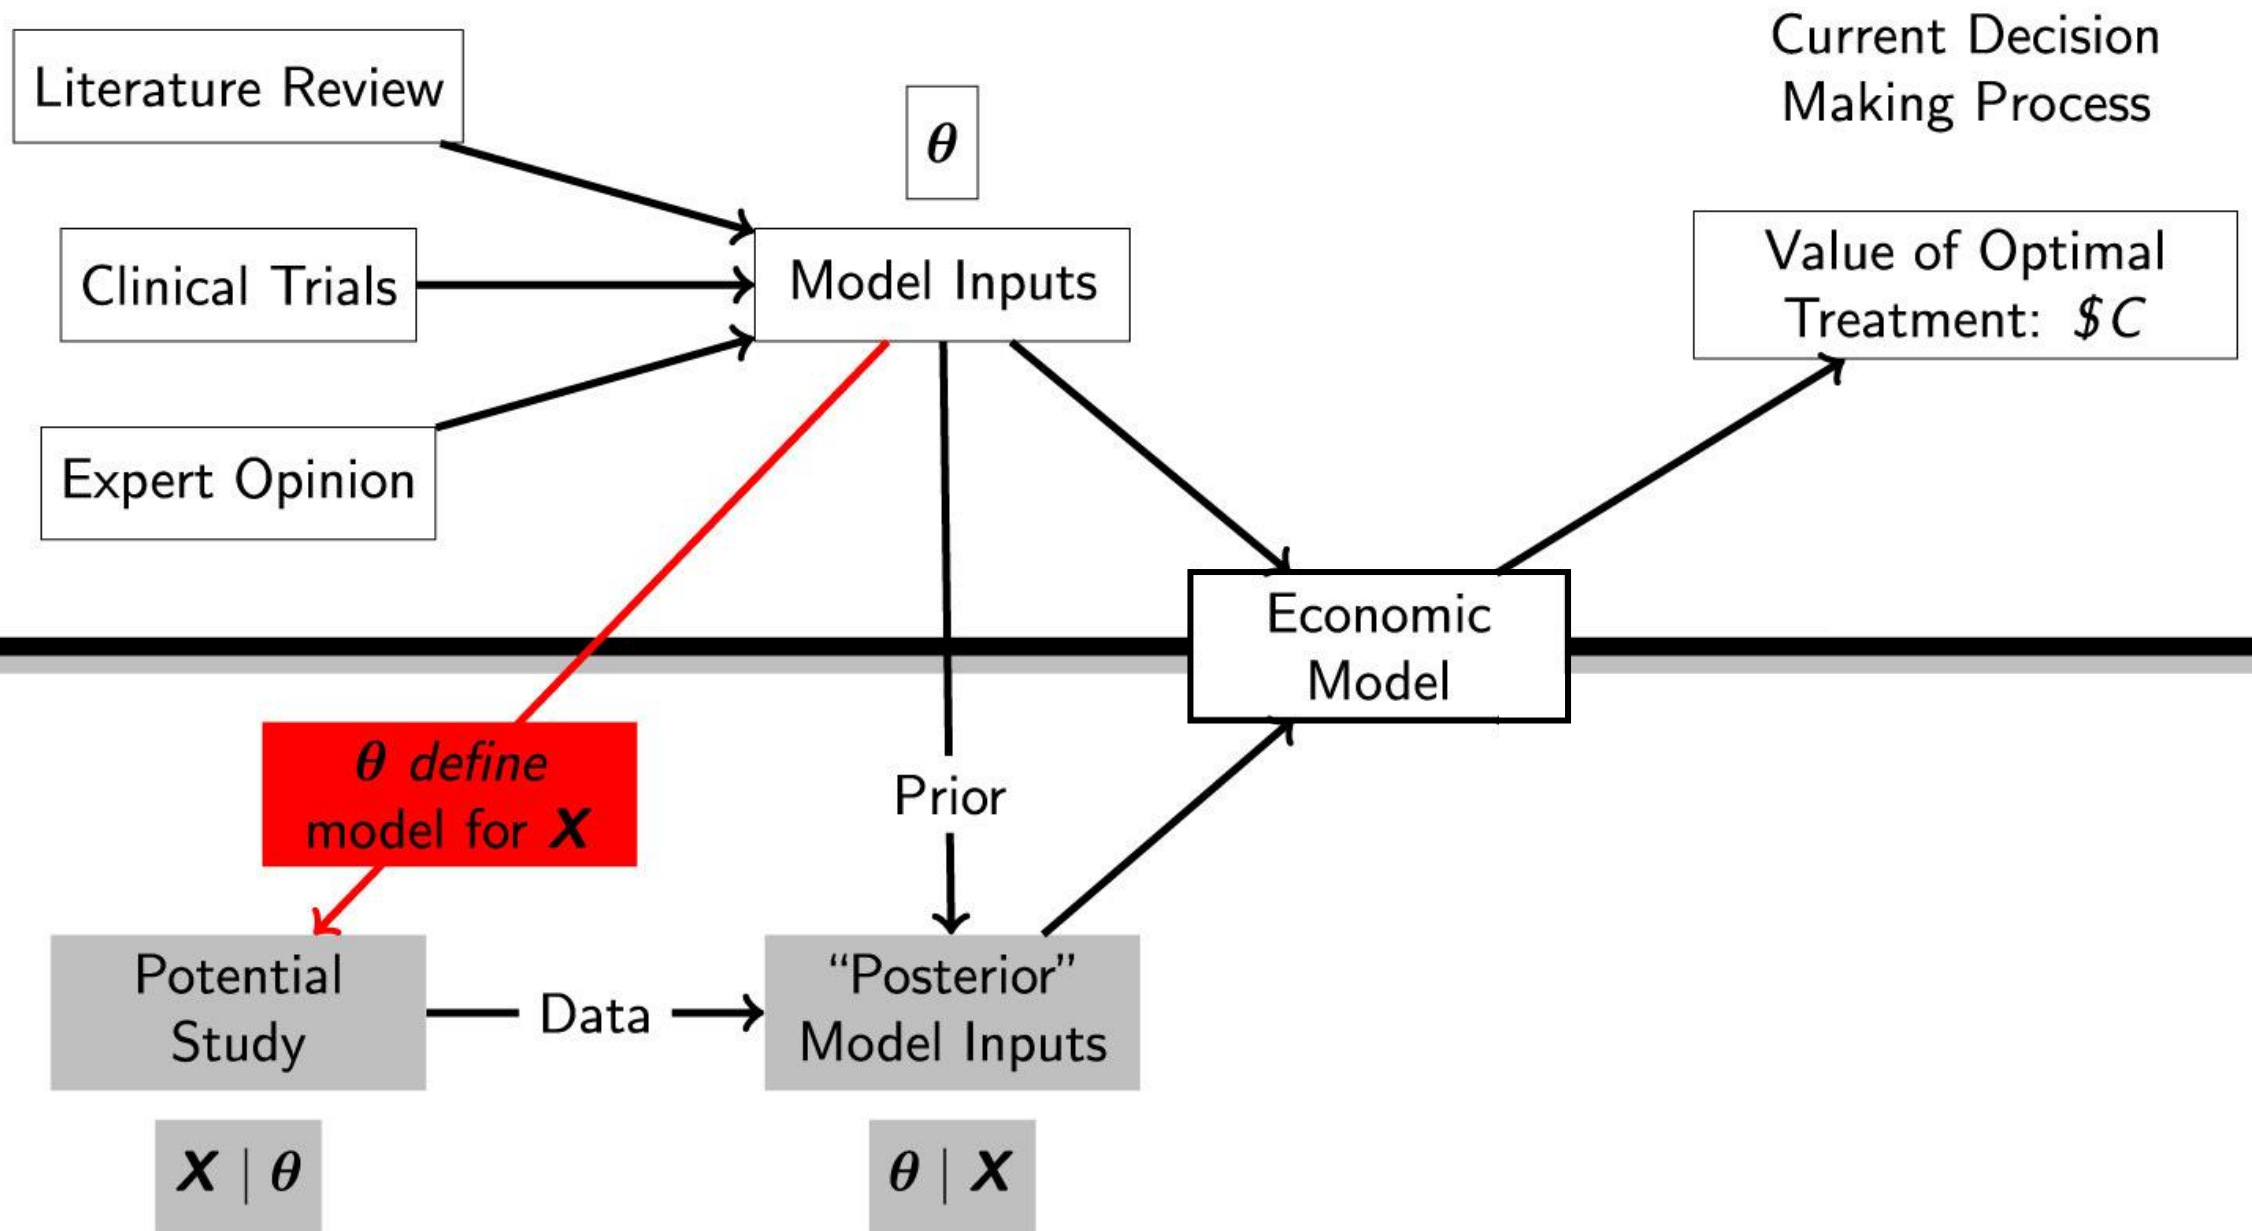 Current Decision
Making Process
Literature Review
θ
Clinical Trials
Model Inputs
Value of Optimal
Treatment: $C
Expert Opinion
Economic
Model
θ define
model for X
Prior
Potential
Study
Data
“Posterior”
Model Inputs
X | θ
θ | X